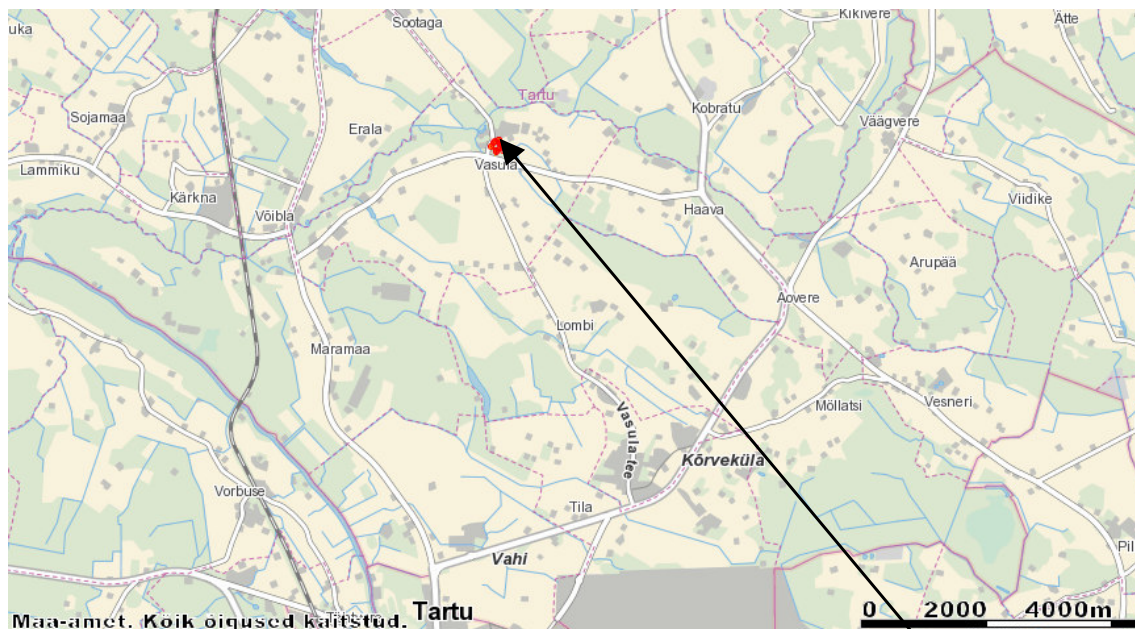 Sootaga
Kikivere
Ätte
uka
Tartu
Kobratu
Sojamaa
Erala
Väägvere
Vasula
Lammiku
Kärkna
Viidike
Võibla
Haava
Arupää
Aovere
Lombi
Maramaa
Möllatsi
Vesneri
Vasula tee
Kõrveküla
Vorbuse
Tila
Vahi
Pil
Maa-amet. Kõik õigused kaitstud.
Tartu
0 2000 4000m